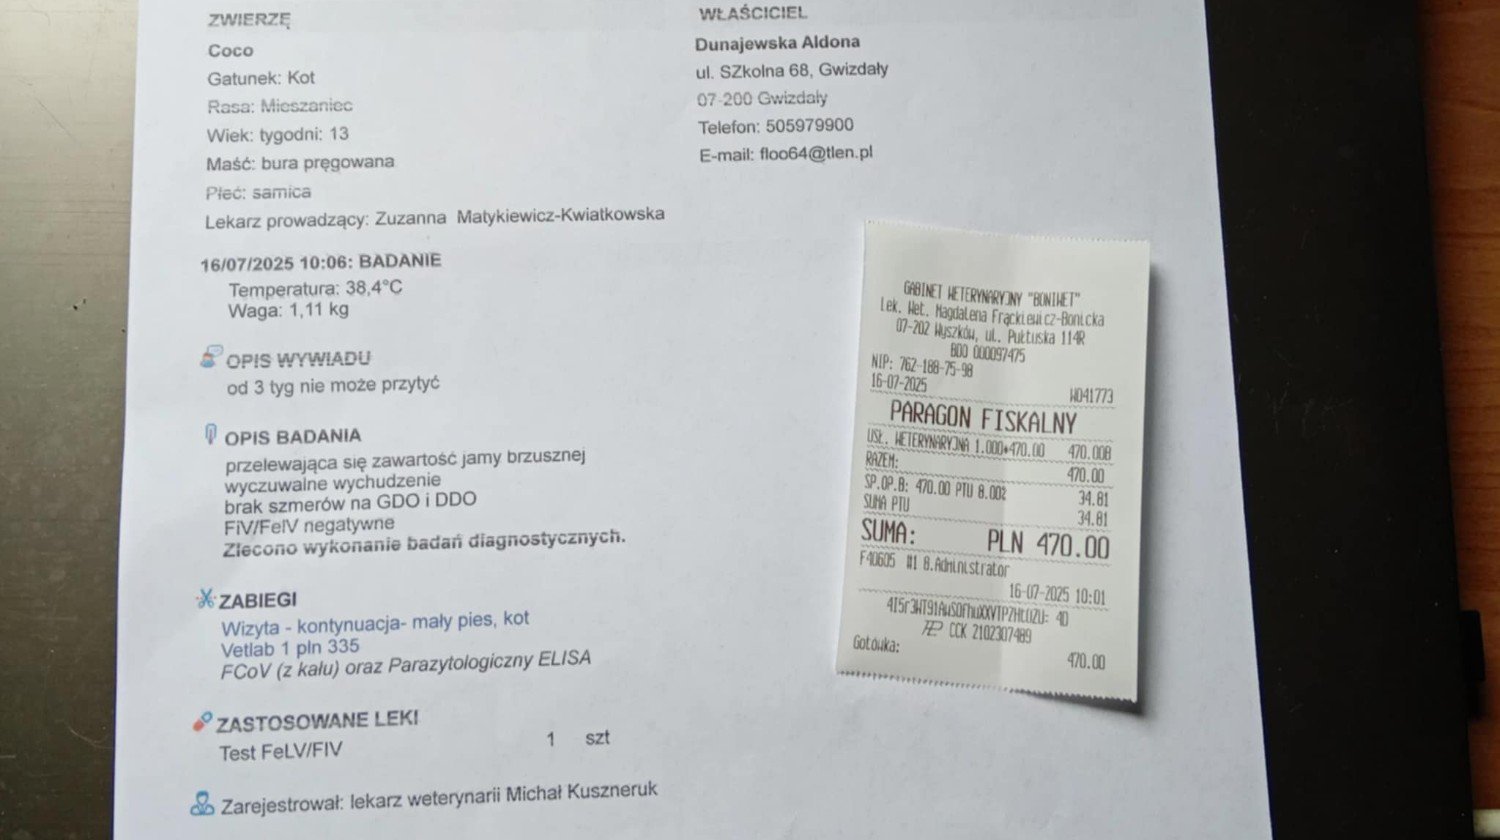 ZWIERZĘ
Coco
Gatunek: Kot
Rasa: Mieszaniec
Wiek: tygodni: 13
Maść: bura pręgowana
Płeć: samica
Lekarz prowadzący: Zuzanna Matykiewicz-Kwiatkowska
WŁAŚCICIEL
Dunajewska Aldona
ul. SZkolna 68, Gwizdały
07-200 Gwizdały
Telefon: 505979900
E-mail: floo64@tlen.pl
16/07/2025 10:06: BADANIE
Temperatura: 38,4°C
Waga: 1,11 kg
OPIS WYWIADU
od 3 tyg nie może przytyć
OPIS BADANIA
przelewająca się zawartość jamy brzusznej
wyczuwalne wychudzenie
brak szmerów na GDO i DDO
FiV/FelV negatywne
Zlecono wykonanie badań diagnostycznych.
ZABIEGI
Wizyta - kontynuacja- mały pies, kot
Vetlab 1 pln 335
FCoV (z kału) oraz Parazytologiczny ELISA
ZASTOSOWANE LEKI
Test FeLV/FIV 1 szt
Zarejestrował: lekarz weterynarii Michał Kuszneruk
GABINET WETERYNARYJNY "BONIWET"
Lek. Wet. Magdalena Frąckiewicz-Bonicka
07-202 Wyszków, ul. Pułtuska 114R
BDO 000097475
NIP: 762-188-75-98
16-07-2025 W041773
PARAGON FISKALNY
USŁ. WETERYNARYJNA 1.000*470.00 470.00B
RAZEM: 470.00
SP.OP.B: 470.00 PTU 8.00% 34.81
SUMA PTU 34.81
SUMA: PLN 470.00
F40605 #1 B.Administrator 16-07-2025 10:01
CCK 2102307489
Gotówka: 470.00